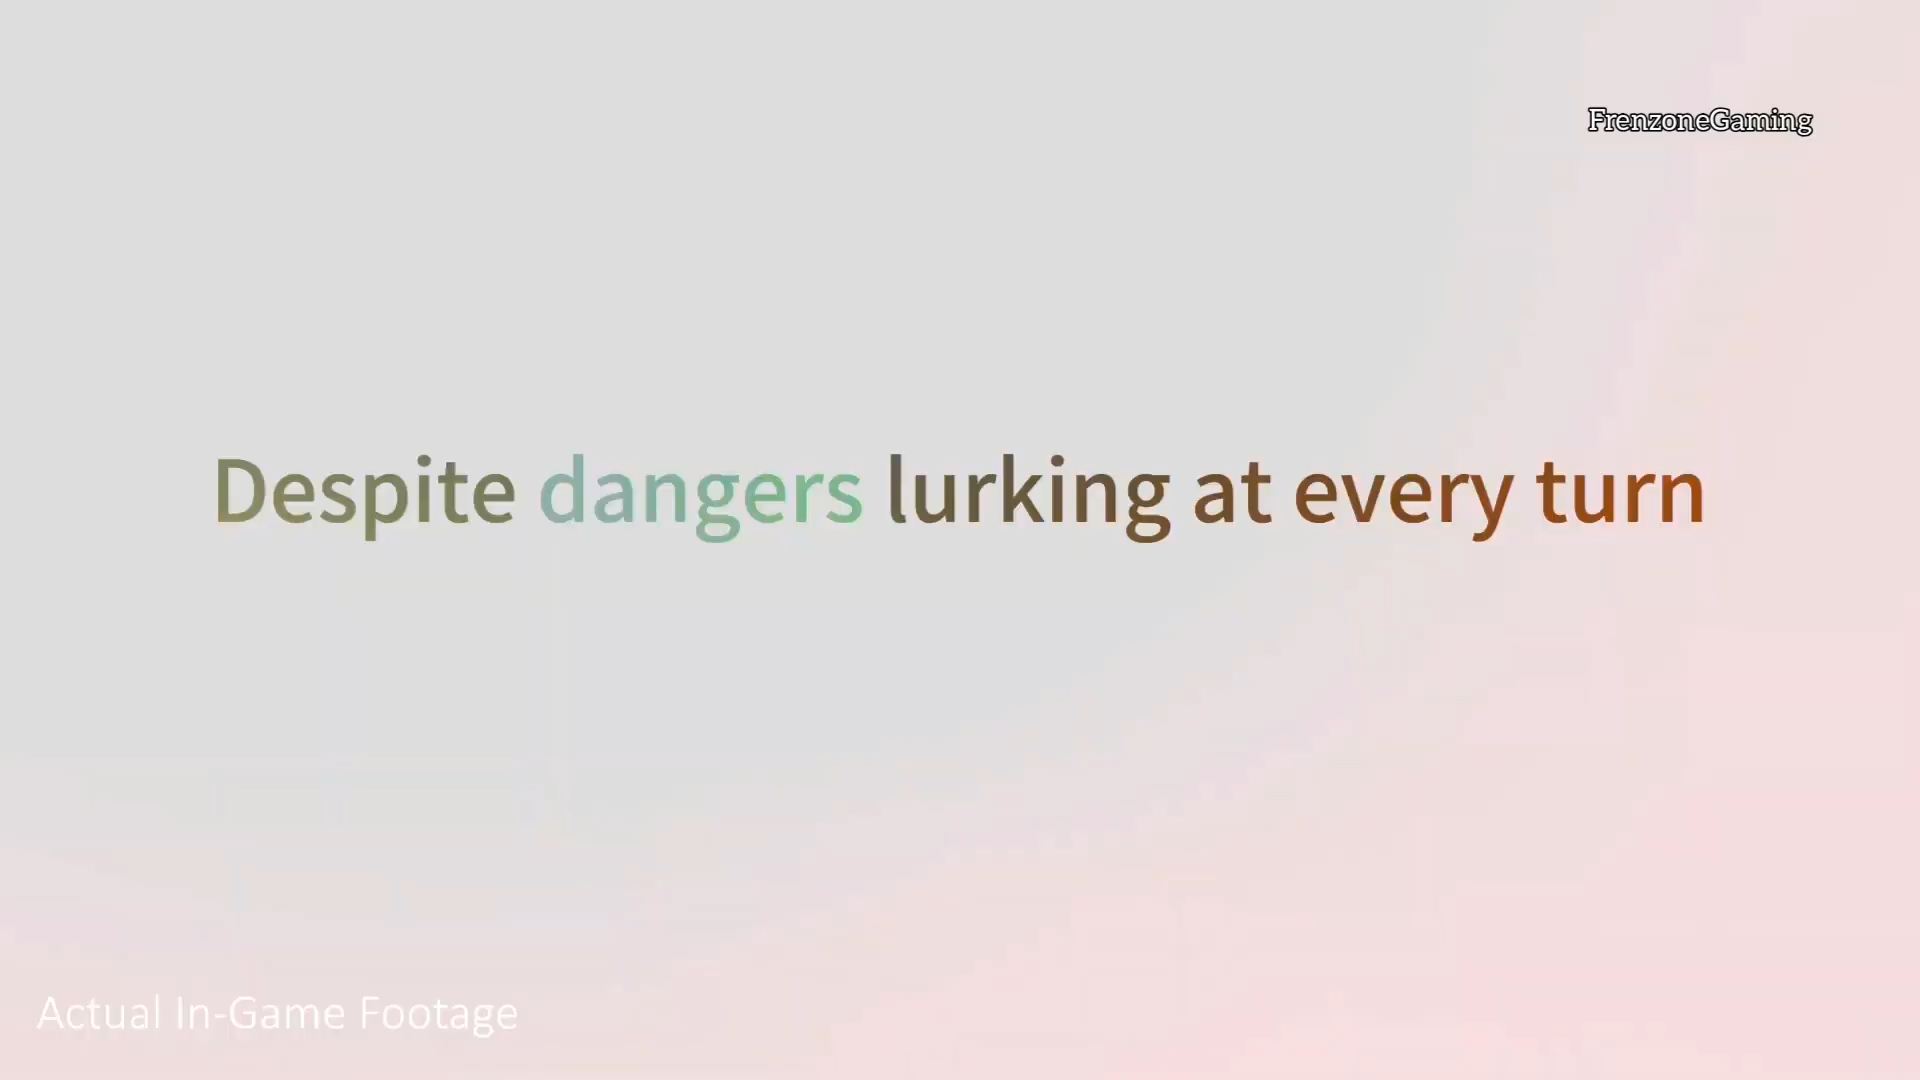 FrenzoneGaming
Despite dangers lurking at every turn
Actual In-Game Footage